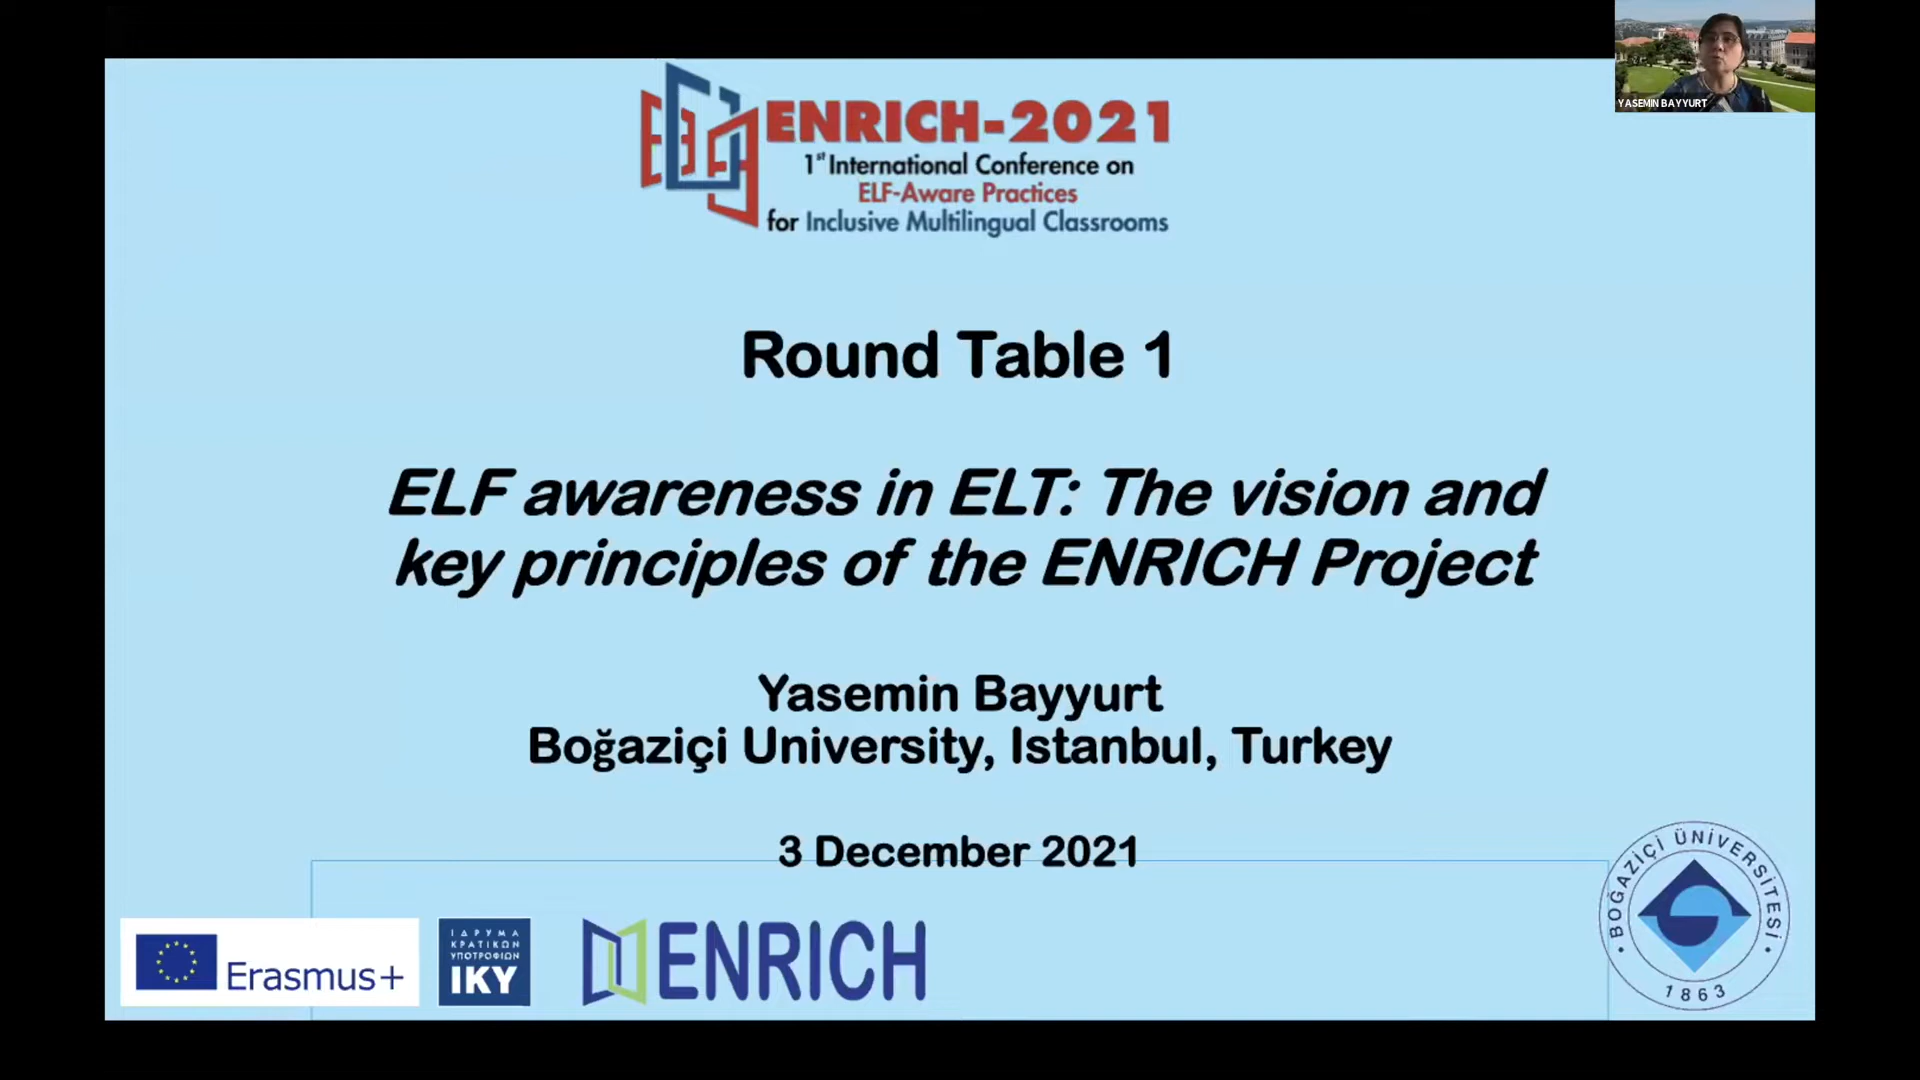 YASEMIN BAYYURT
ENRICH-2021
1st International Conference on
ELF-Aware Practices
for Inclusive Multilingual Classrooms
Round Table 1
ELF awareness in ELT: The vision and
key principles of the ENRICH Project
Yasemin Bayyurt
Boğaziçi University, Istanbul, Turkey
3 December 2021
Erasmus+
ΙΔΡΥΜΑ
ΚΡΑΤΙΚΩΝ
ΥΠΟΤΡΟΦΙΩΝ
IKY
ENRICH
BOĞAZİÇİ ÜNİVERSİTESİ
1863